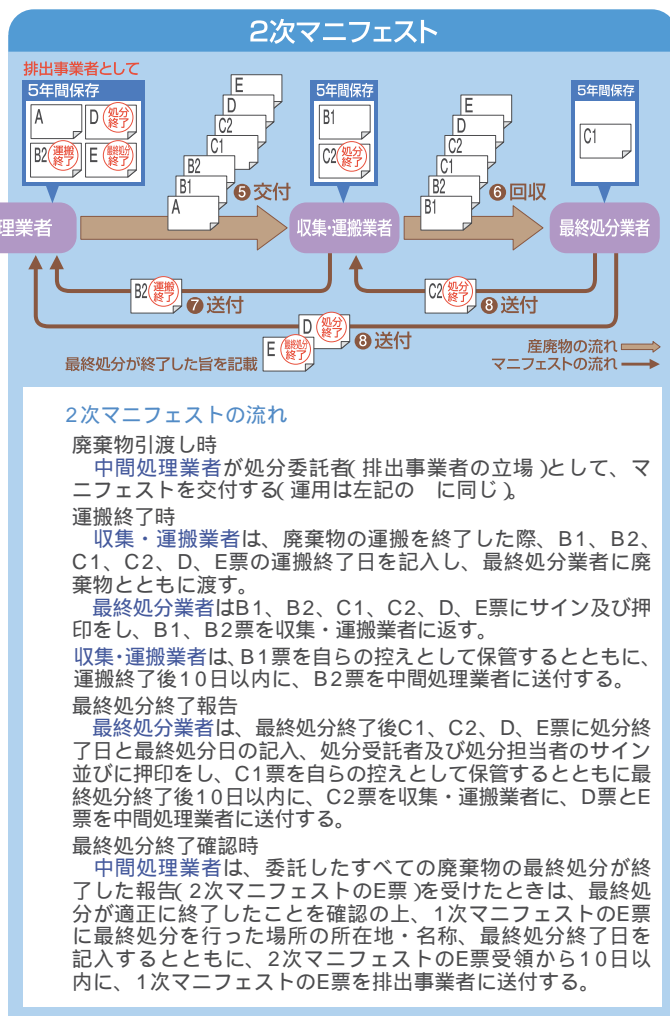 2次マニフェスト
排出事業者として
5年間保存
A
D 処分終了
B2 運搬終了
E 最終処分終了
E
D
C2
C1
B2
B1
A
❺交付
5年間保存
B1
C2 処分終了
E
D
C2
C1
B2
B1
❻回収
5年間保存
C1
理業者
収集・運搬業者
最終処分業者
B2 運搬終了
❼送付
C2 処分終了
❽送付
D 処分終了
E 最終処分終了
❽送付
最終処分が終了した旨を記載
産廃物の流れ
マニフェストの流れ
2次マニフェストの流れ
廃棄物引渡し時
中間処理業者が処分委託者(排出事業者の立場)として、マ
ニフェストを交付する(運用は左記の　に同じ)。
運搬終了時
収集・運搬業者は、廃棄物の運搬を終了した際、B1、B2、
C1、C2、D、E票の運搬終了日を記入し、最終処分業者に廃
棄物とともに渡す。
最終処分業者はB1、B2、C1、C2、D、E票にサイン及び押
印をし、B1、B2票を収集・運搬業者に返す。
収集・運搬業者は、B1票を自らの控えとして保管するとともに、
運搬終了後10日以内に、B2票を中間処理業者に送付する。
最終処分終了報告
最終処分業者は、最終処分終了後C1、C2、D、E票に処分終
了日と最終処分日の記入、処分受託者及び処分担当者のサイン
並びに押印をし、C1票を自らの控えとして保管するとともに最
終処分終了後10日以内に、C2票を収集・運搬業者に、D票とE
票を中間処理業者に送付する。
最終処分終了確認時
中間処理業者は、委託したすべての廃棄物の最終処分が終
了した報告(2次マニフェストのE票)を受けたときは、最終処
分が適正に終了したことを確認の上、1次マニフェストのE票
に最終処分を行った場所の所在地・名称、最終処分終了日を
記入するとともに、2次マニフェストのE票受領から10日以
内に、1次マニフェストのE票を排出事業者に送付する。